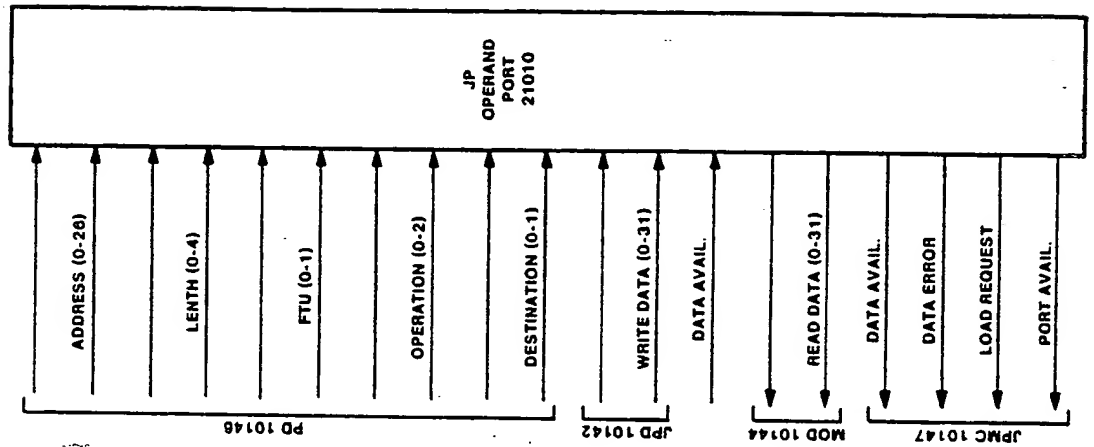 JP
OPERAND
PORT
21010
ADDRESS (0-26)
LENTH (0-4)
FTU (0-1)
OPERATION (0-2)
DESTINATION (0-1)
WRITE DATA (0-31)
DATA AVAIL.
READ DATA (0-31)
DATA AVAIL.
DATA ERROR
LOAD REQUEST
PORT AVAIL.
PD 10146
JPD 10142
MOD 10144
JPMC 10147